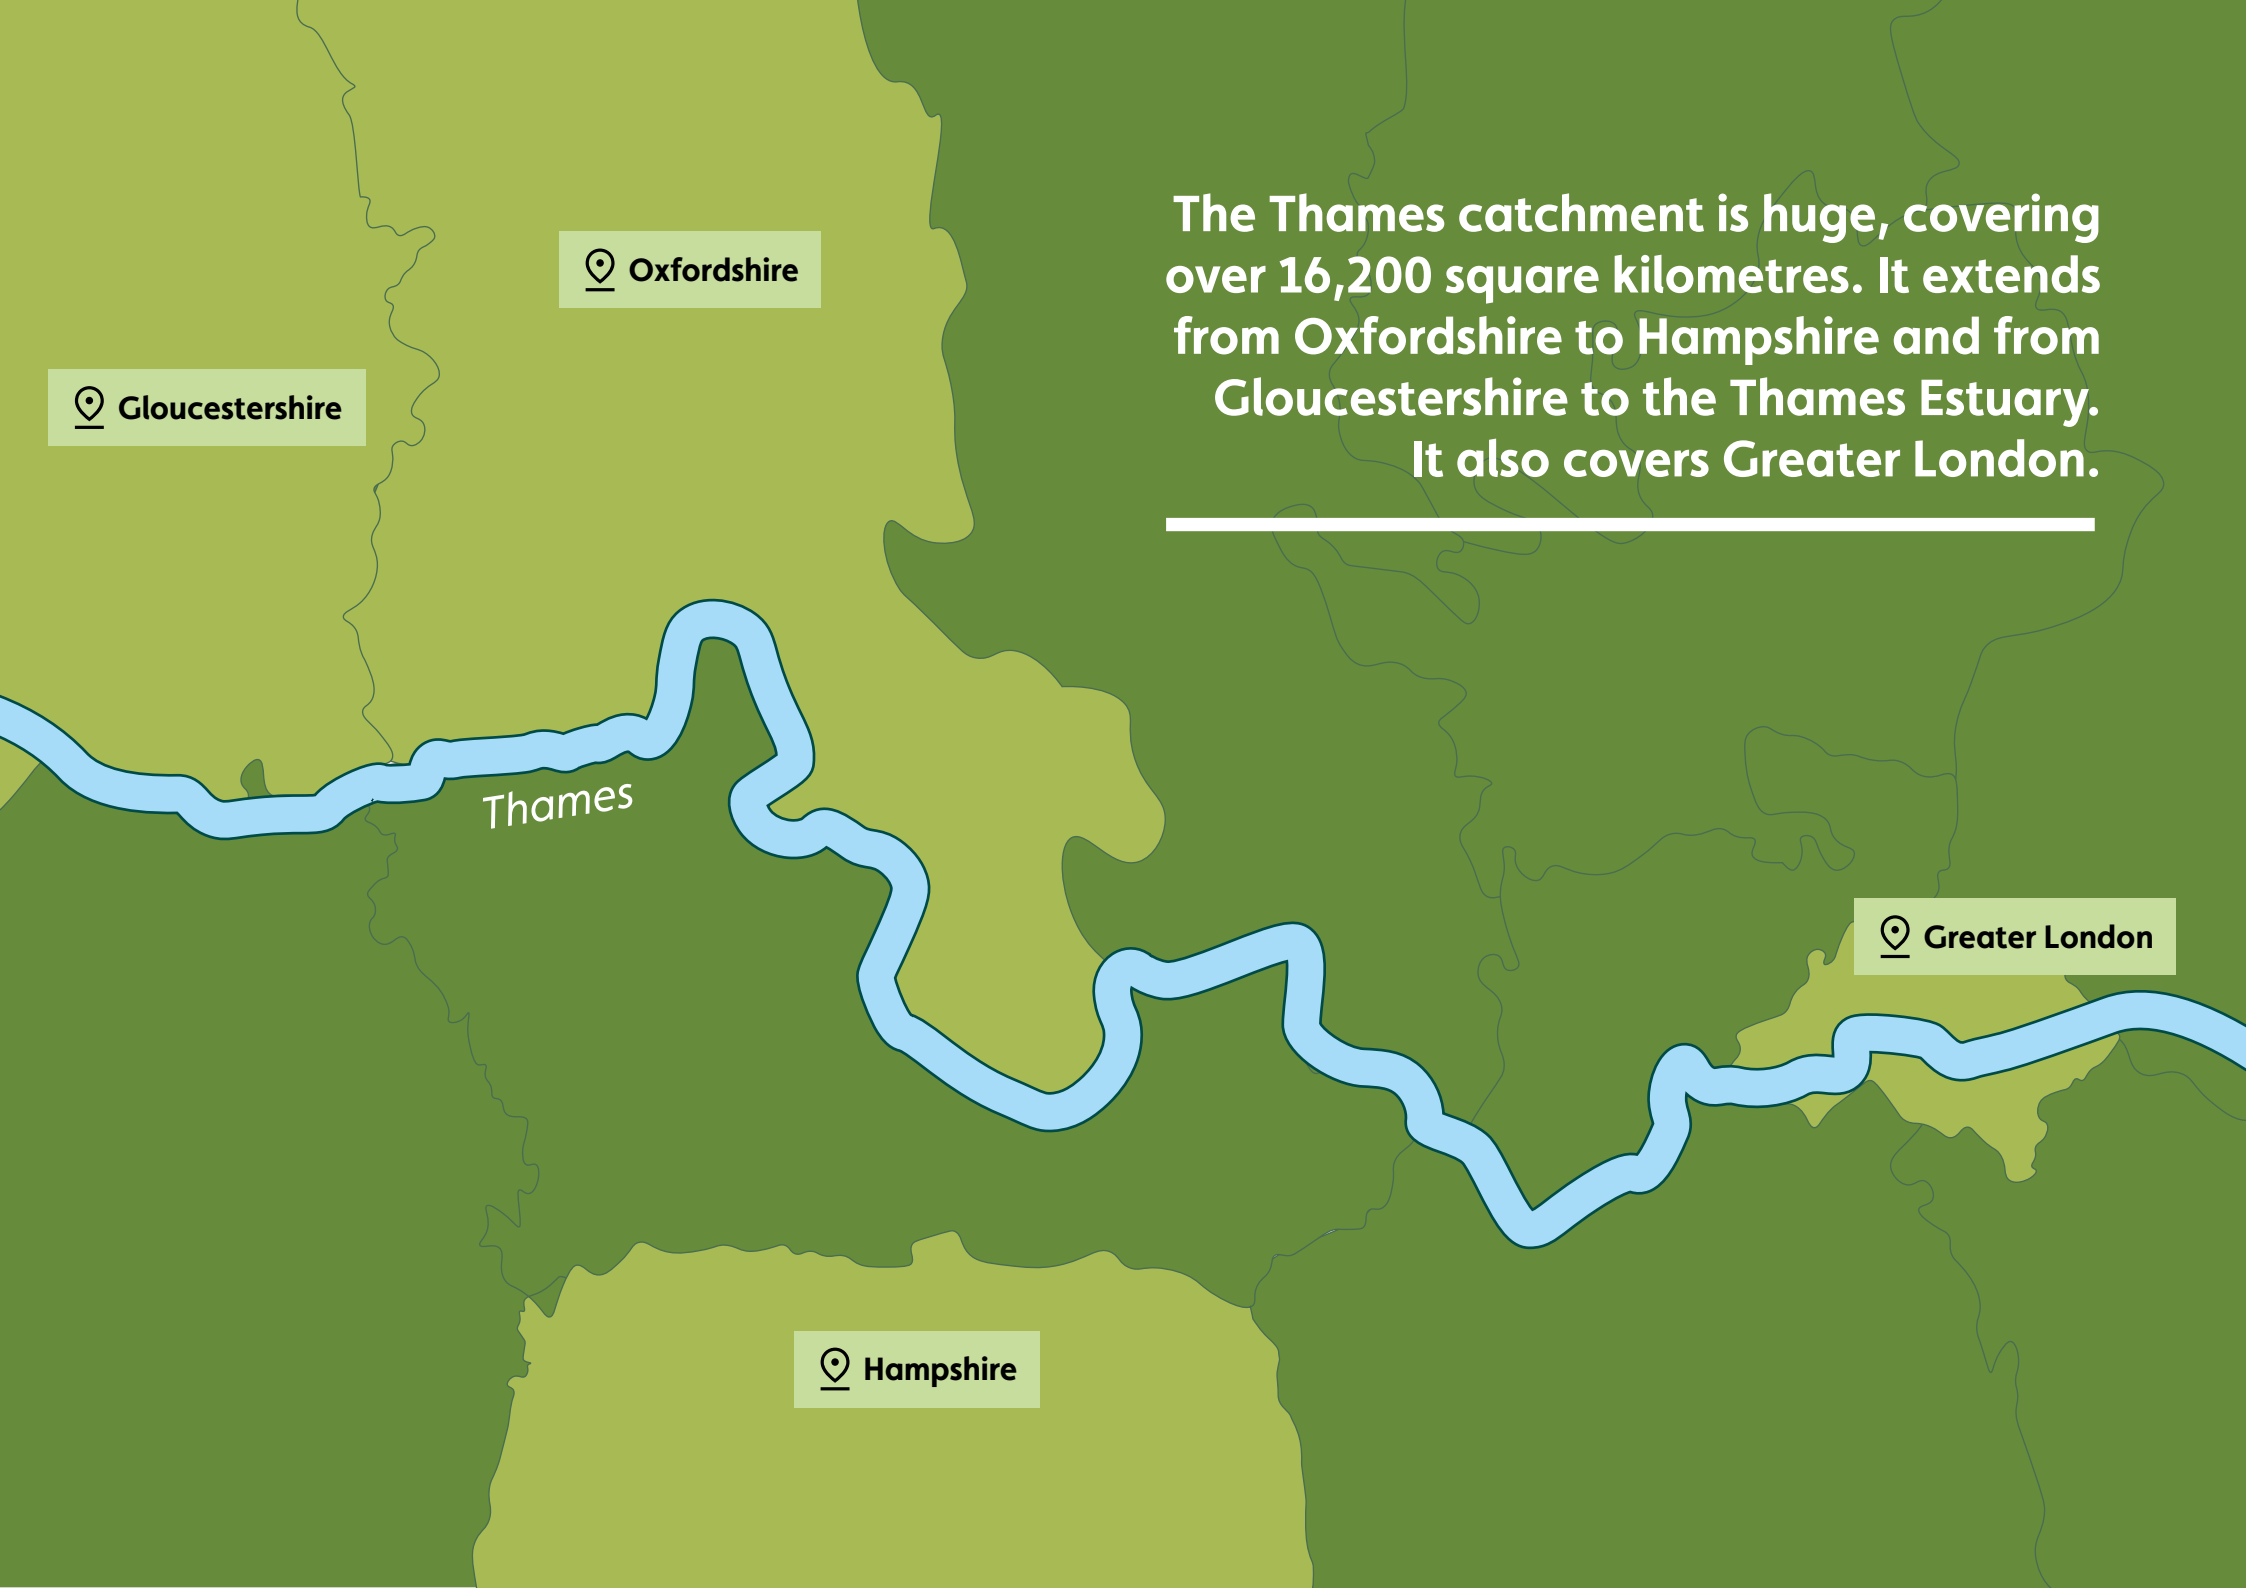 The Thames catchment is huge, covering
over 16,200 square kilometres. It extends
from Oxfordshire to Hampshire and from
Gloucestershire to the Thames Estuary.
It also covers Greater London.
Oxfordshire
Gloucestershire
Thames
Greater London
Hampshire